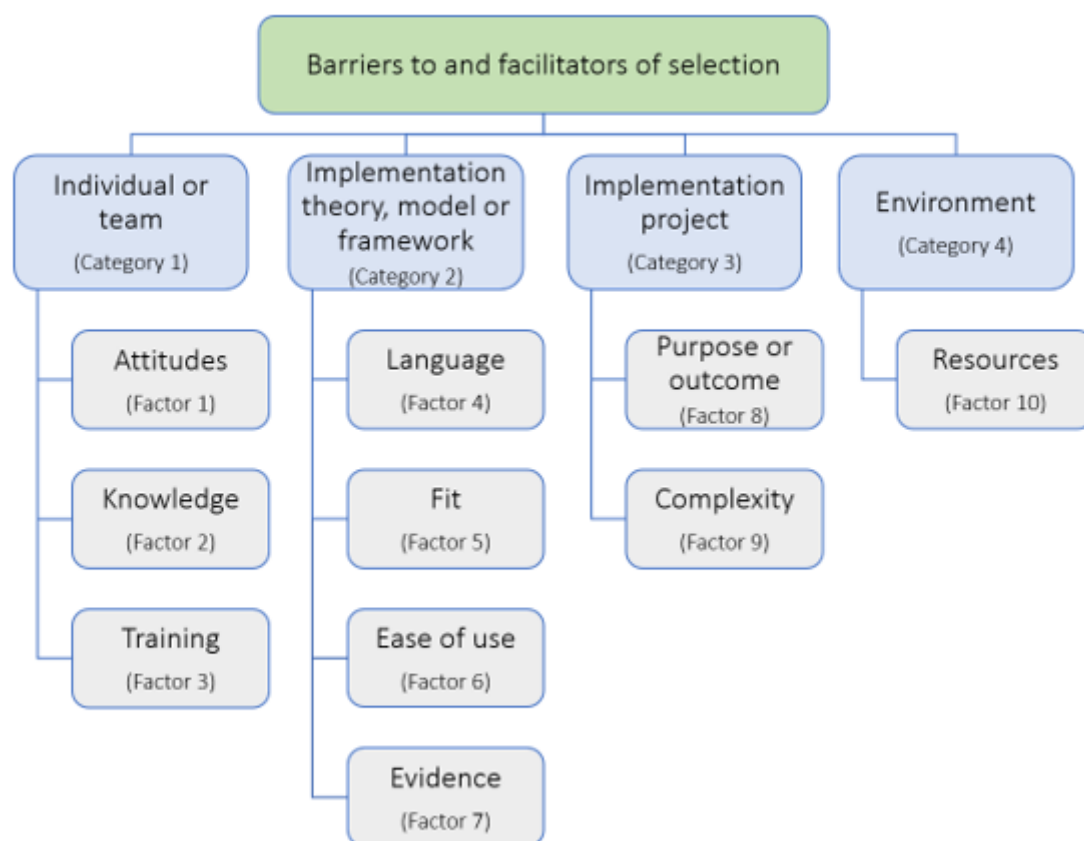 Barriers to and facilitators of selection
Individual or
team
(Category 1)
Implementation
theory, model or
framework
(Category 2)
Implementation
project
(Category 3)
Environment
(Category 4)
Attitudes
(Factor 1)
Knowledge
(Factor 2)
Training
(Factor 3)
Language
(Factor 4)
Fit
(Factor 5)
Ease of use
(Factor 6)
Evidence
(Factor 7)
Purpose or
outcome
(Factor 8)
Complexity
(Factor 9)
Resources
(Factor 10)